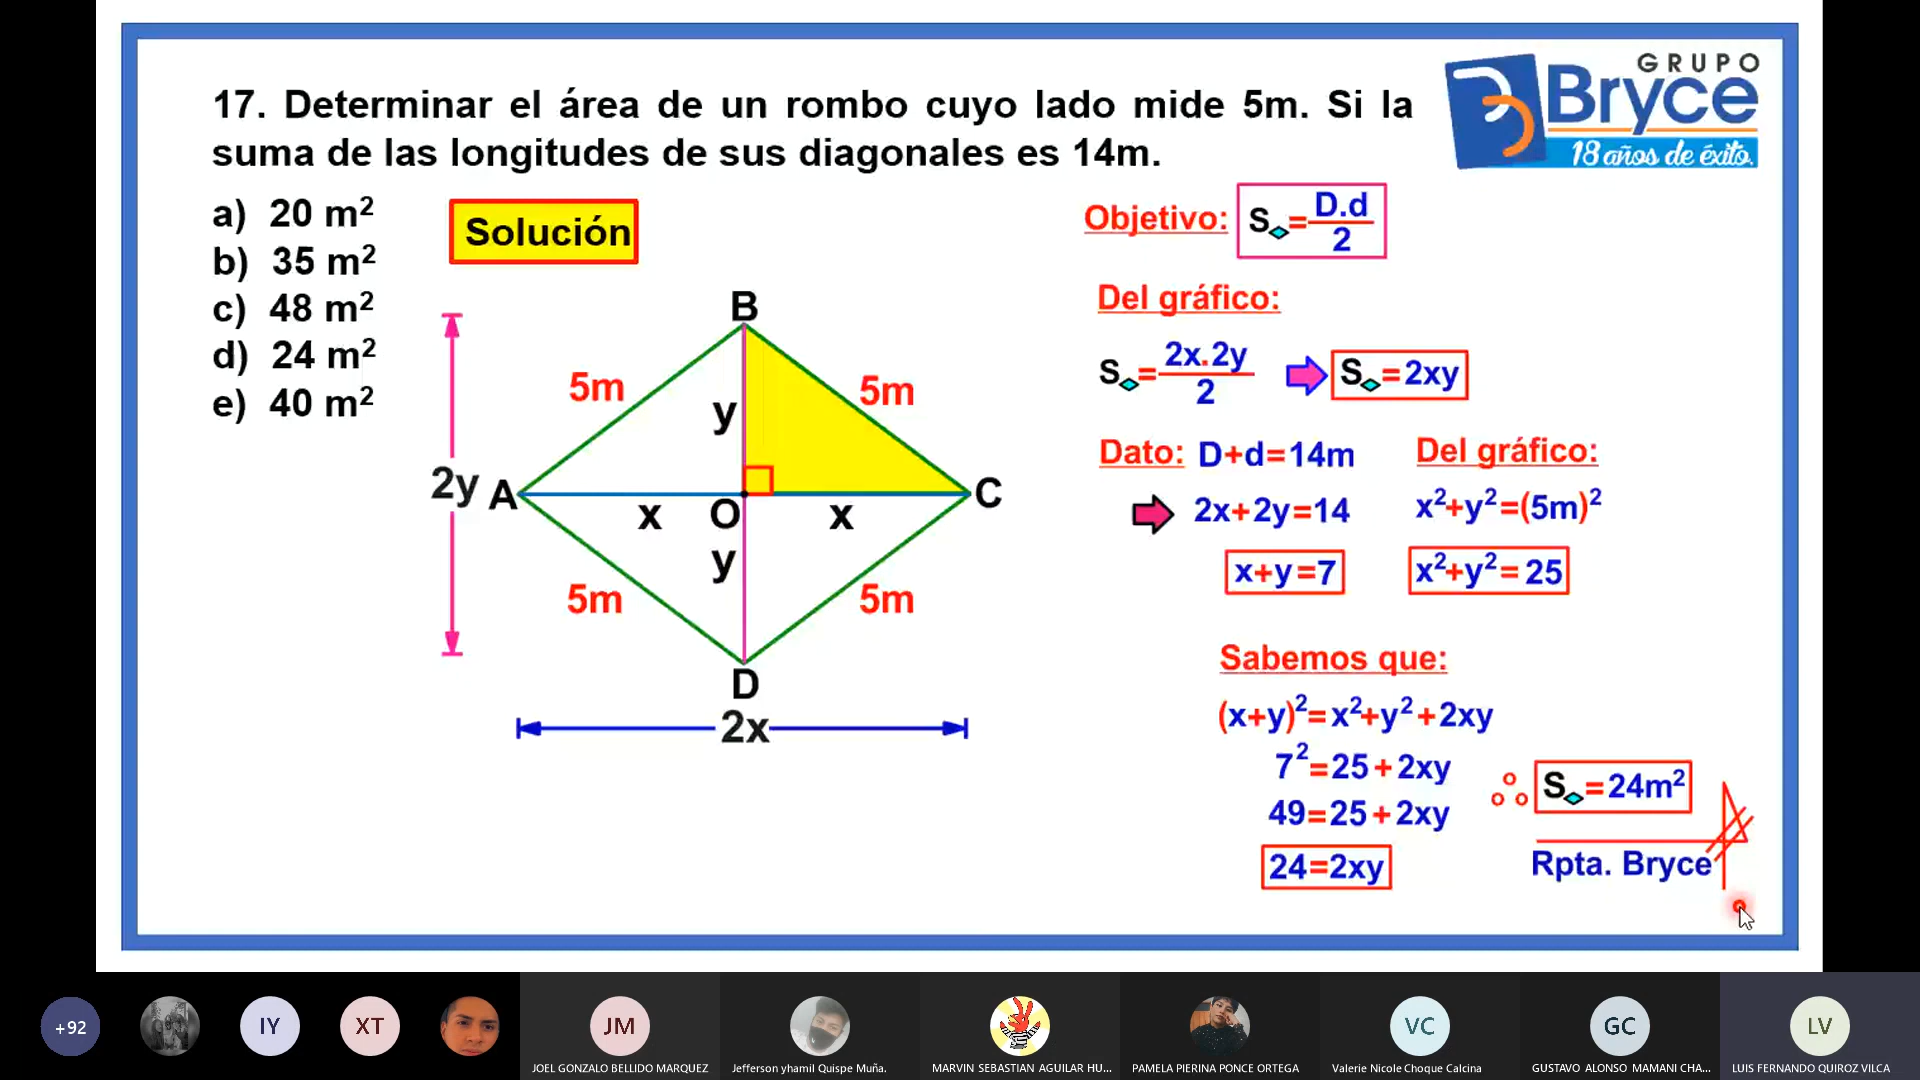 GRUPO
Bryce
18 años de éxito.
17. Determinar el área de un rombo cuyo lado mide 5m. Si la
suma de las longitudes de sus diagonales es 14m.
a) 20 m²
b) 35 m²
c) 48 m²
d) 24 m²
e) 40 m²
Solución
B
5m
5m
y
2y
A
C
x
O
x
y
5m
5m
D
2x
Objetivo: S=D.d/2
Del gráfico:
S=2x.2y/2
S=2xy
Dato: D+d=14m
2x+2y=14
x+y=7
Del gráfico:
x²+y²=(5m)²
x²+y²=25
Sabemos que:
(x+y)²=x²+y²+2xy
7²=25+2xy
49=25+2xy
24=2xy
∴ S=24m²
Rpta. Bryce
+92
IY
XT
JM
JOEL GONZALO BELLIDO MARQUEZ
Jefferson yhamil Quispe Muña.
MARVIN SEBASTIAN AGUILAR HU...
PAMELA PIERINA PONCE ORTEGA
VC
Valerie Nicole Choque Calcina
GC
GUSTAVO ALONSO MAMANI CHA...
LV
LUIS FERNANDO QUIROZ VILCA